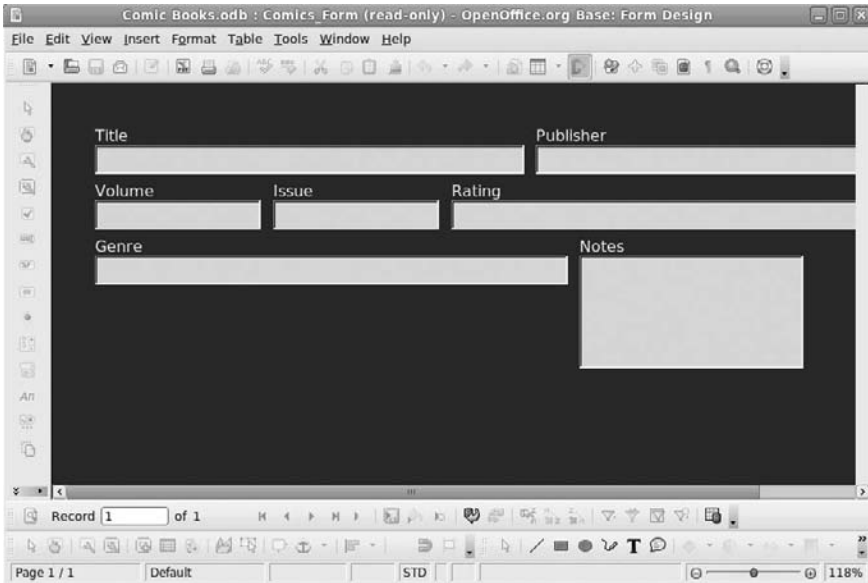 Comic Books.odb : Comics_Form (read-only) - OpenOffice.org Base: Form Design
File Edit View Insert Format Table Tools Window Help
Title Publisher
Volume Issue Rating
Genre Notes
An
Record 1 of 1
T
Page 1 / 1 Default STD 118%